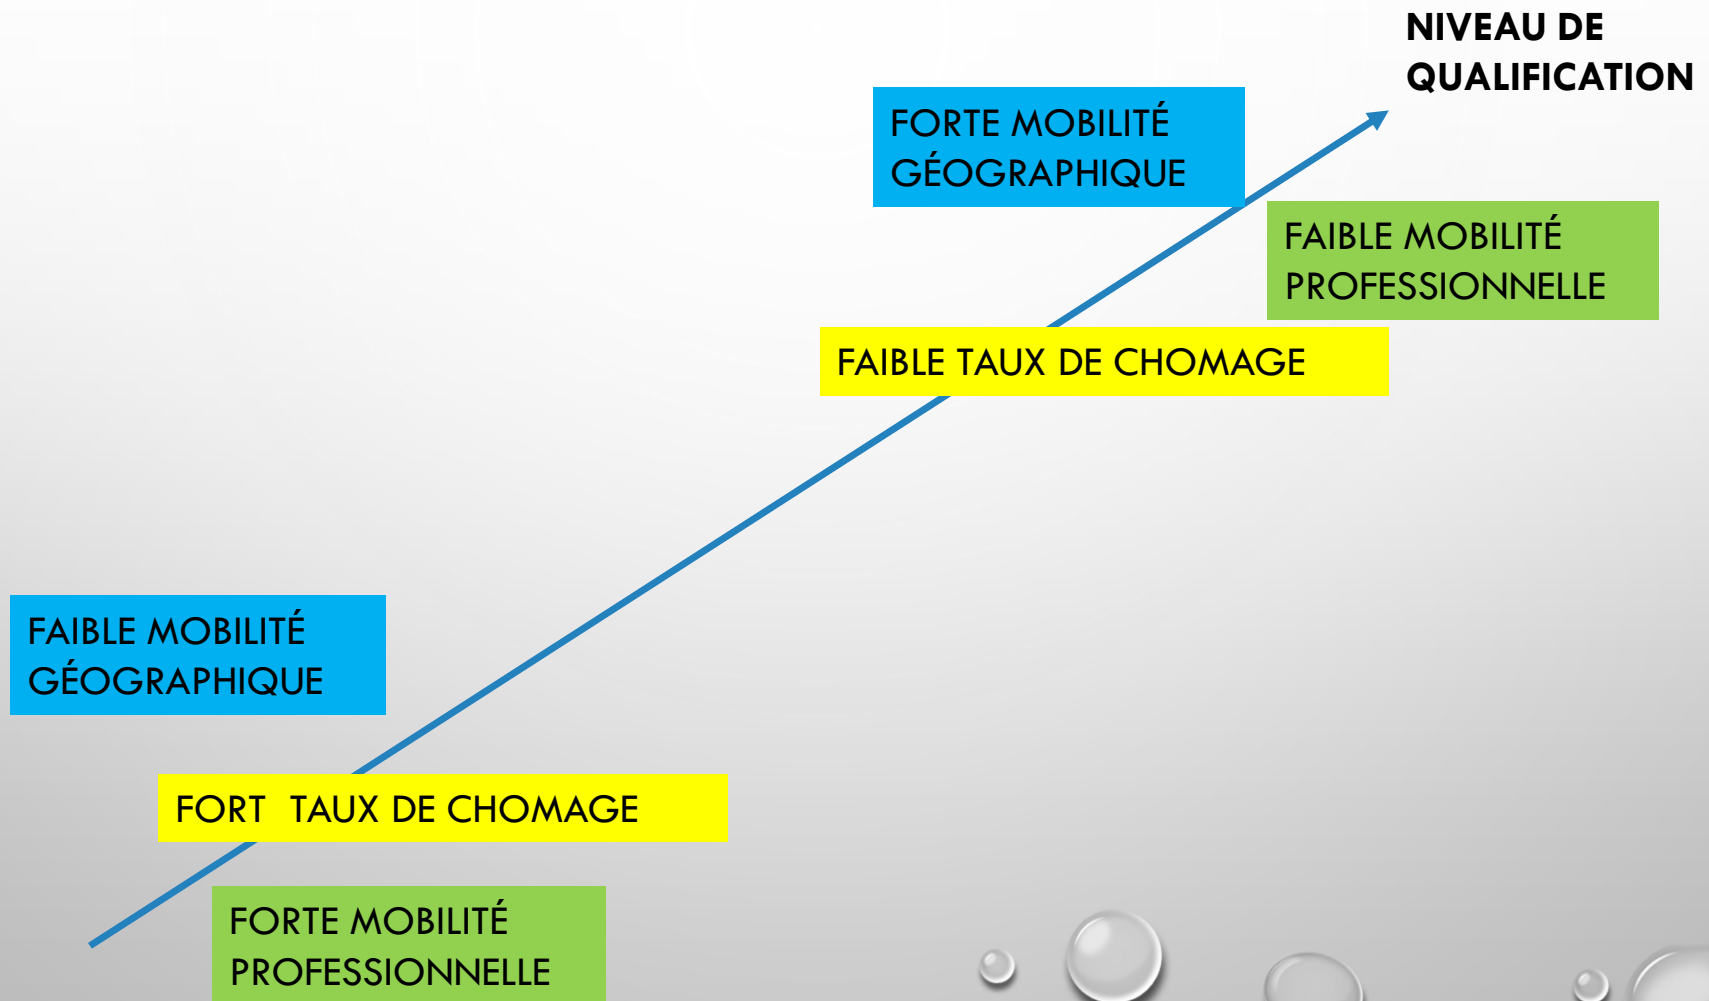 NIVEAU DE
QUALIFICATION
FORTE MOBILITÉ
GÉOGRAPHIQUE
FAIBLE MOBILITÉ
PROFESSIONNELLE
FAIBLE TAUX DE CHOMAGE
FAIBLE MOBILITÉ
GÉOGRAPHIQUE
FORT TAUX DE CHOMAGE
FORTE MOBILITÉ
PROFESSIONNELLE